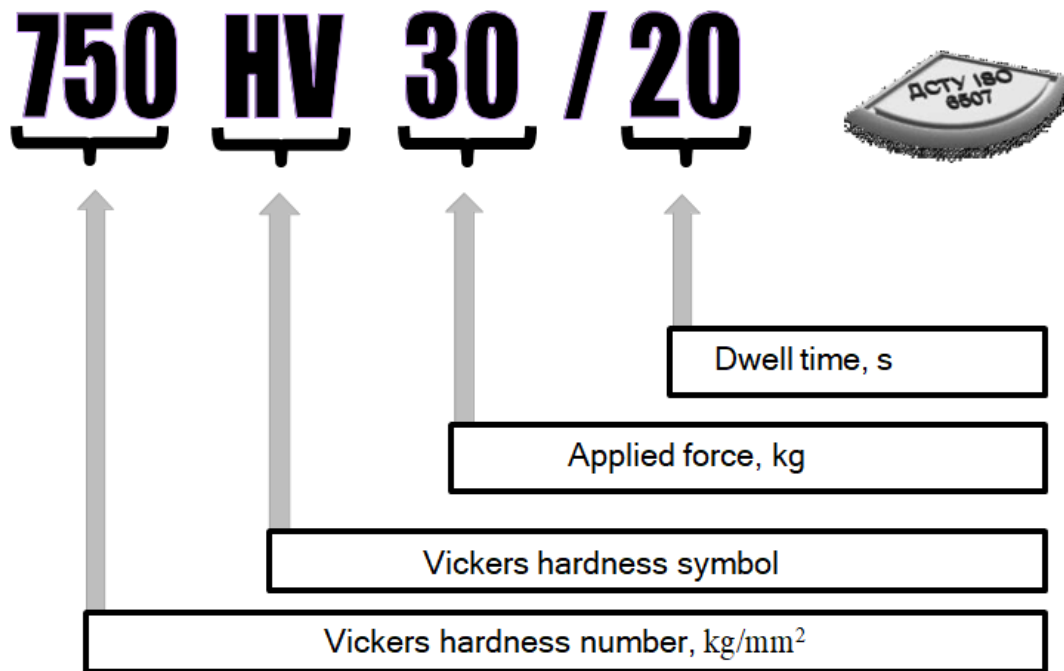 750 HV 30 / 20
ДСТУ ISO
6507
Dwell time, s
Applied force, kg
Vickers hardness symbol
Vickers hardness number, kg/mm²